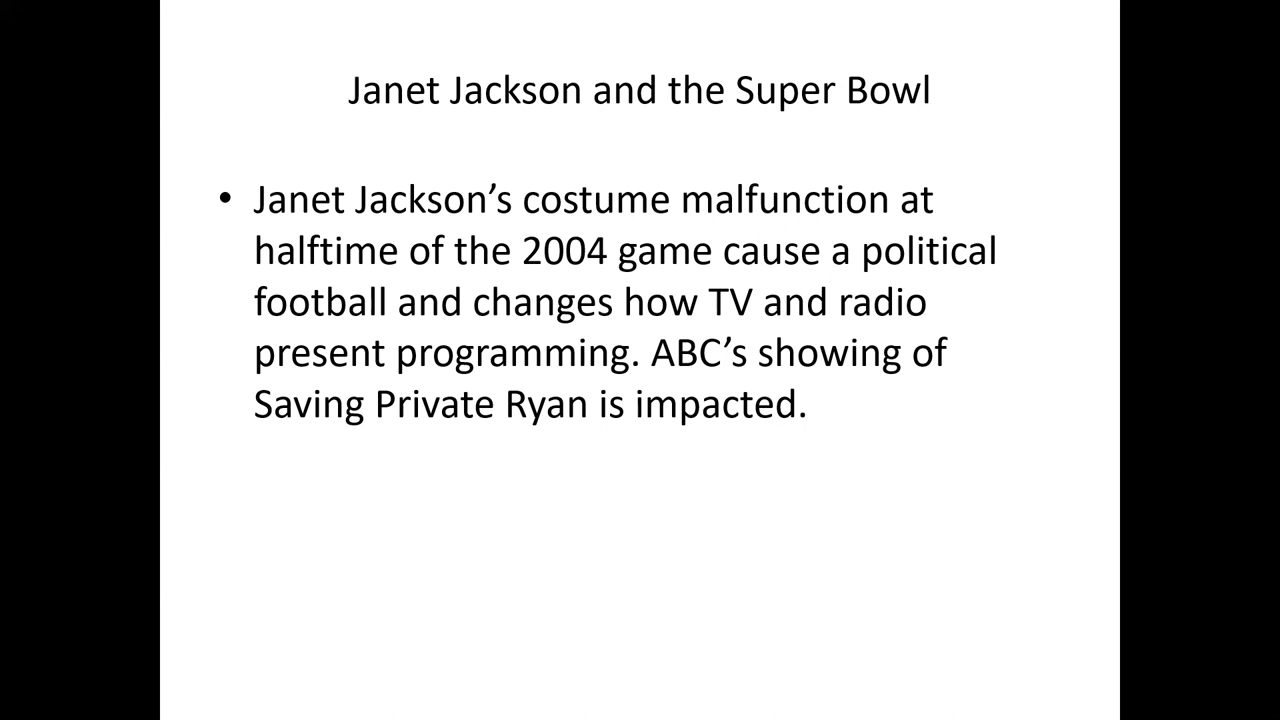 Janet Jackson and the Super Bowl
• Janet Jackson’s costume malfunction at
halftime of the 2004 game cause a political
football and changes how TV and radio
present programming. ABC’s showing of
Saving Private Ryan is impacted.